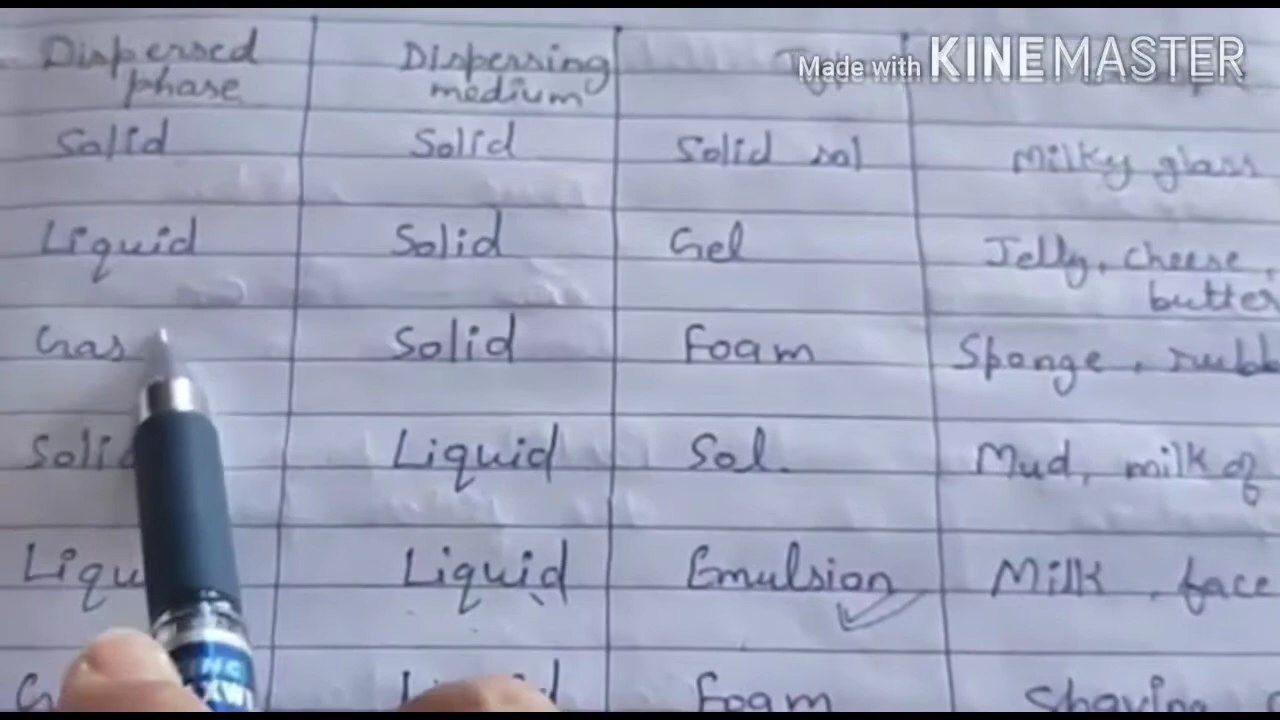 Made with KINEMASTER
Dispersed Dispersing
phase medium
Solid Solid Solid sol Milky glass
Liquid Solid Gel Jelly, cheese,
butter
Gas Solid Foam Sponge,
Liquid Sol. Mud, milk of
Liquid Emulsion Milk, face
Foam Shaving